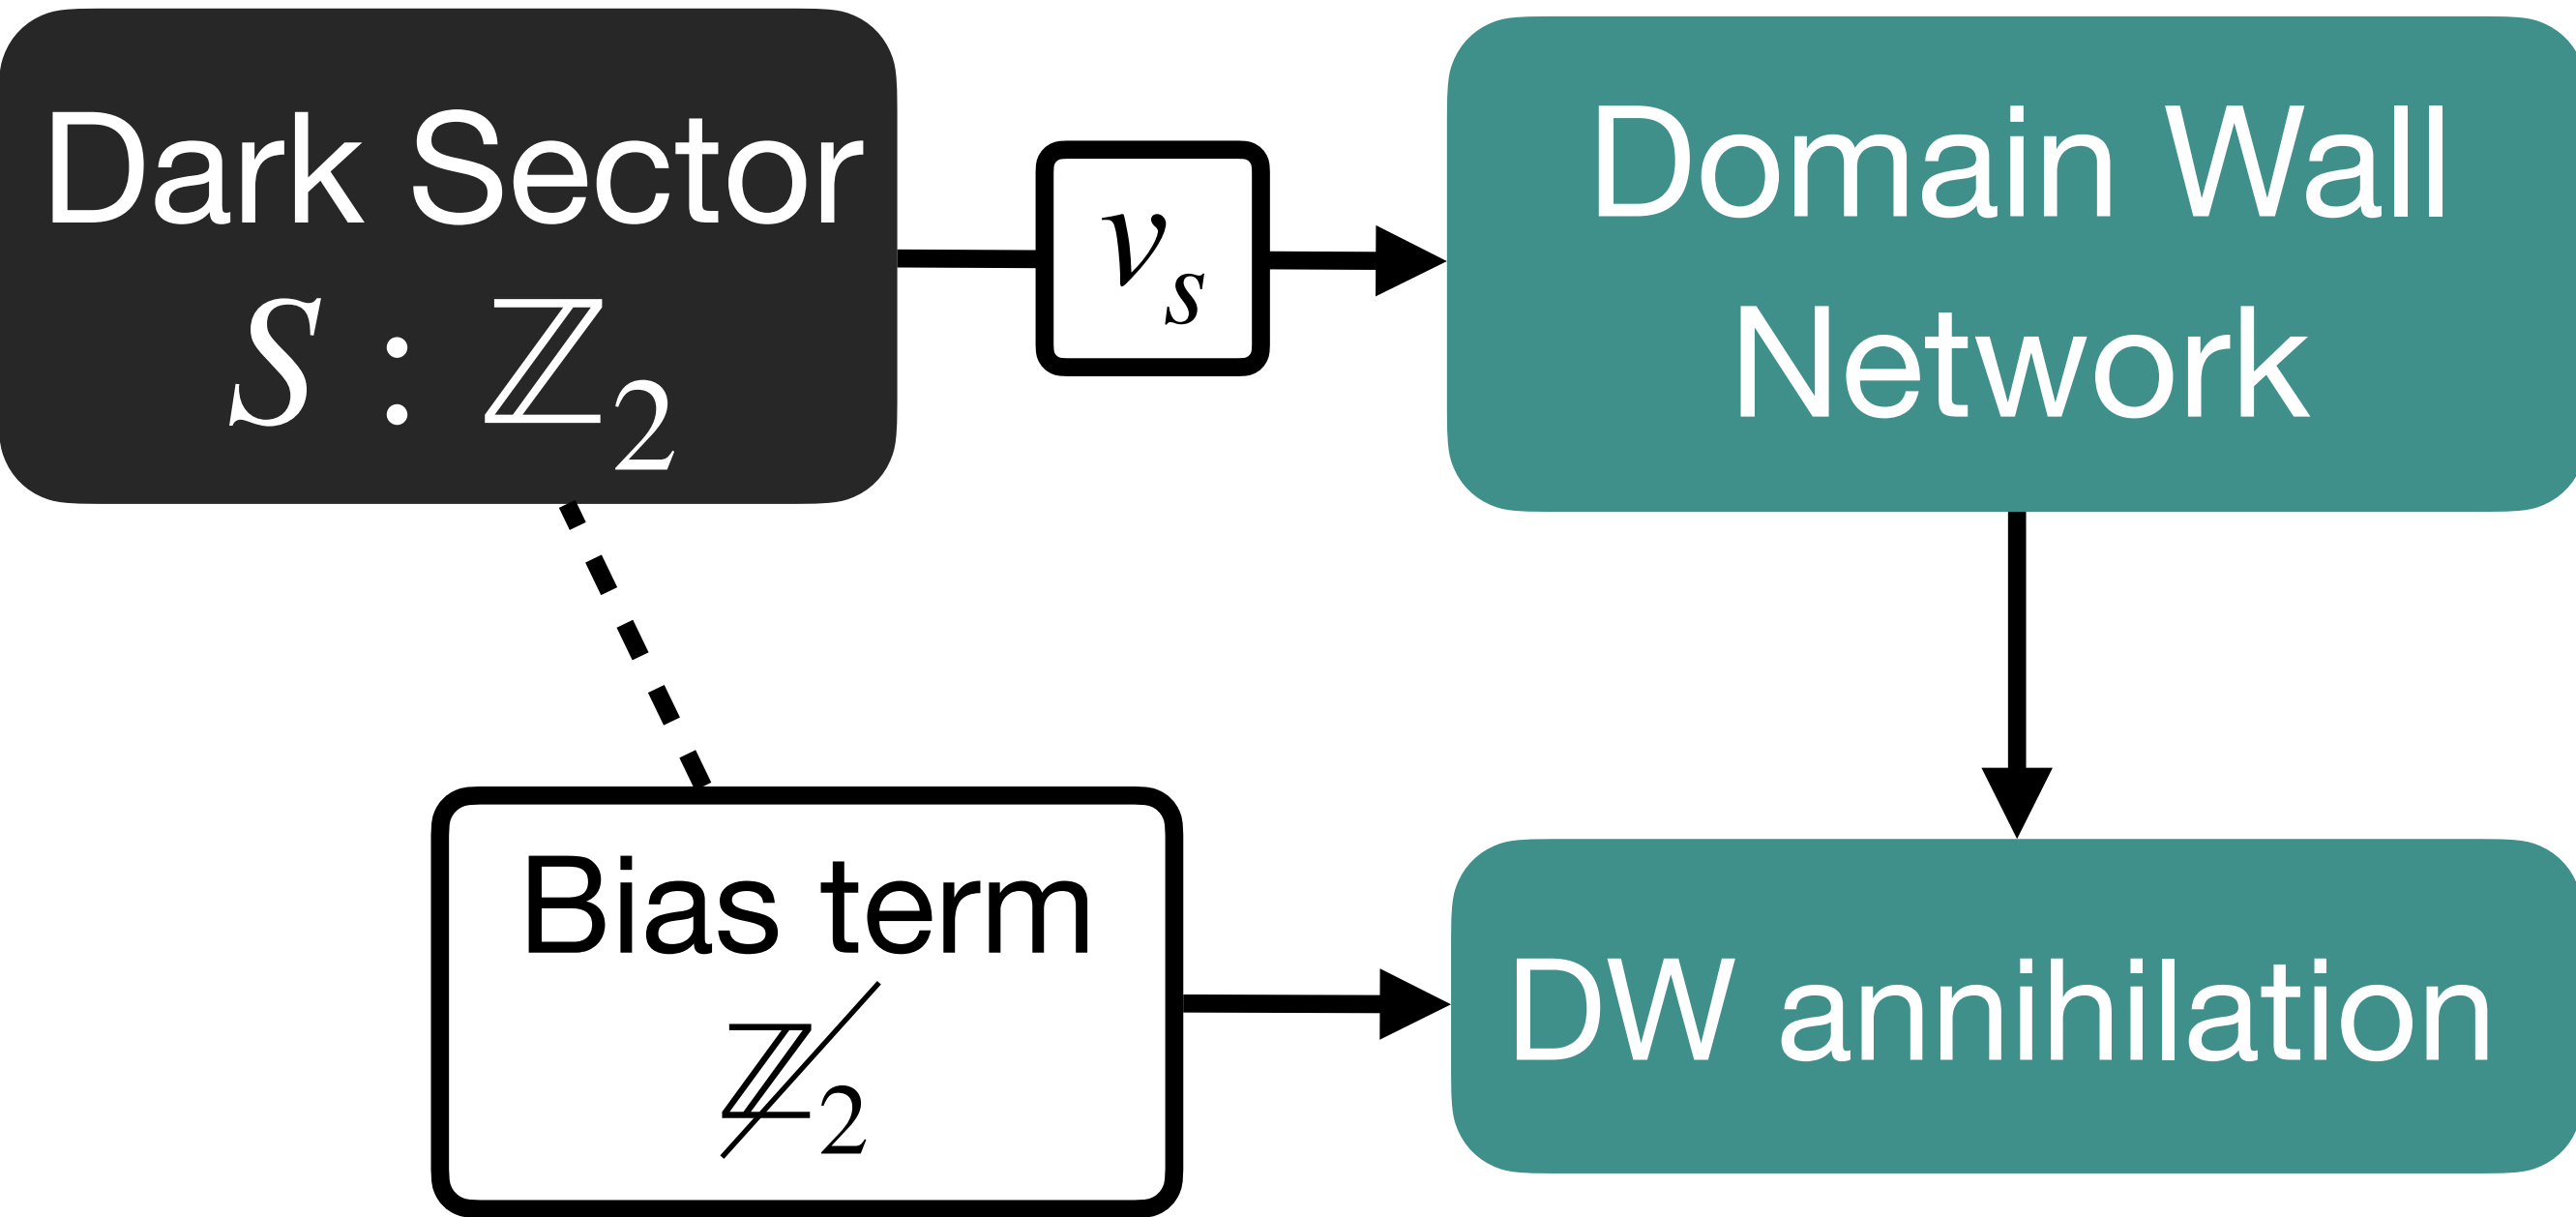 Dark Sector
S : ℤ₂
vₛ
Domain Wall
Network
Bias term
ℤ̸₂
DW annihilation